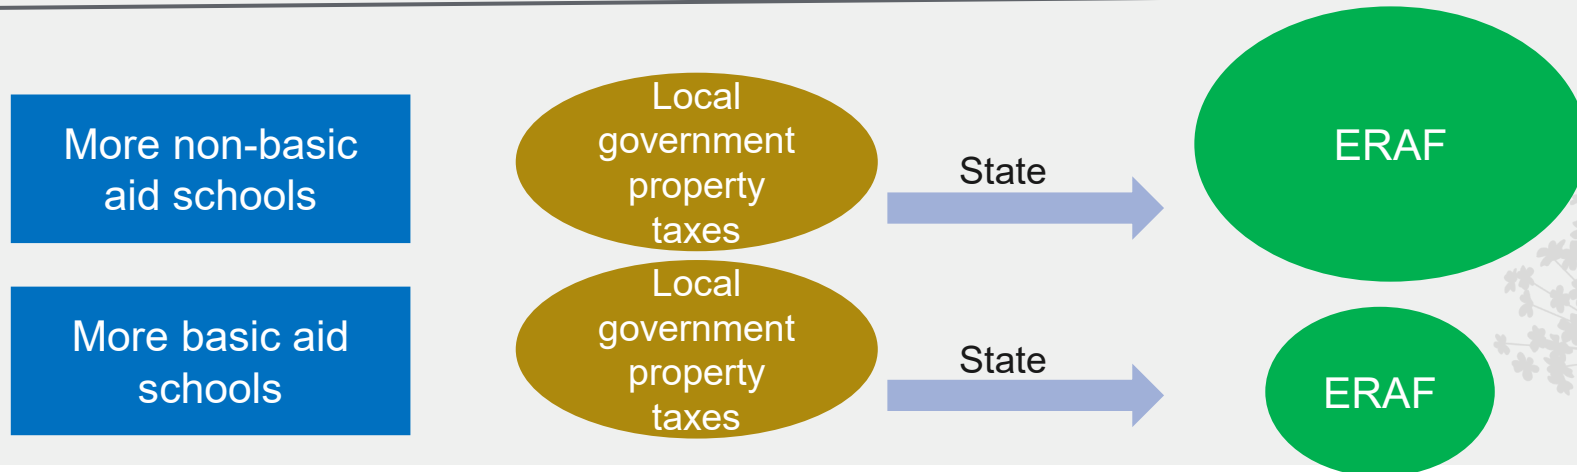 More non-basic
aid schools
Local
government
property
taxes
State
ERAF
More basic aid
schools
Local
government
property
taxes
State
ERAF